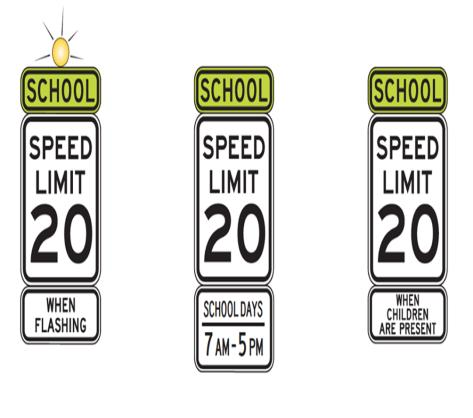 SCHOOL
SPEED
LIMIT
20
WHEN
FLASHING
SCHOOL
SPEED
LIMIT
20
SCHOOL DAYS
7 AM-5 PM
SCHOOL
SPEED
LIMIT
20
WHEN
CHILDREN
ARE PRESENT